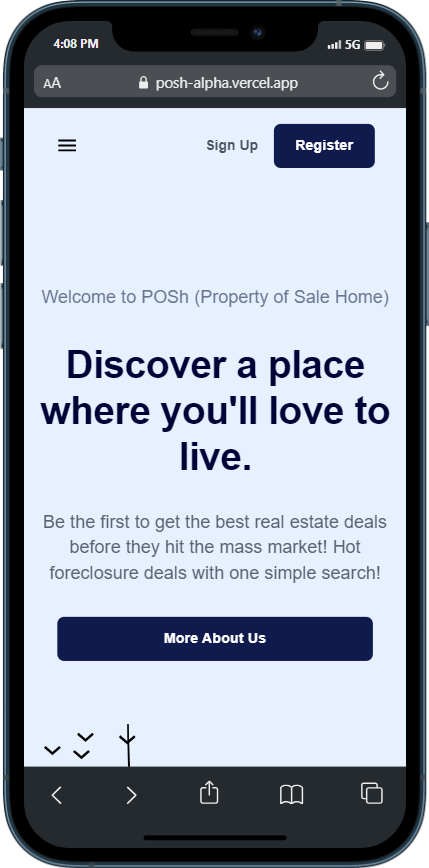 4:08 PM
5G
AA
posh-alpha.vercel.app
Sign Up
Register
Welcome to POSh (Property of Sale Home)
Discover a place
where you'll love to
live.
Be the first to get the best real estate deals
before they hit the mass market! Hot
foreclosure deals with one simple search!
More About Us